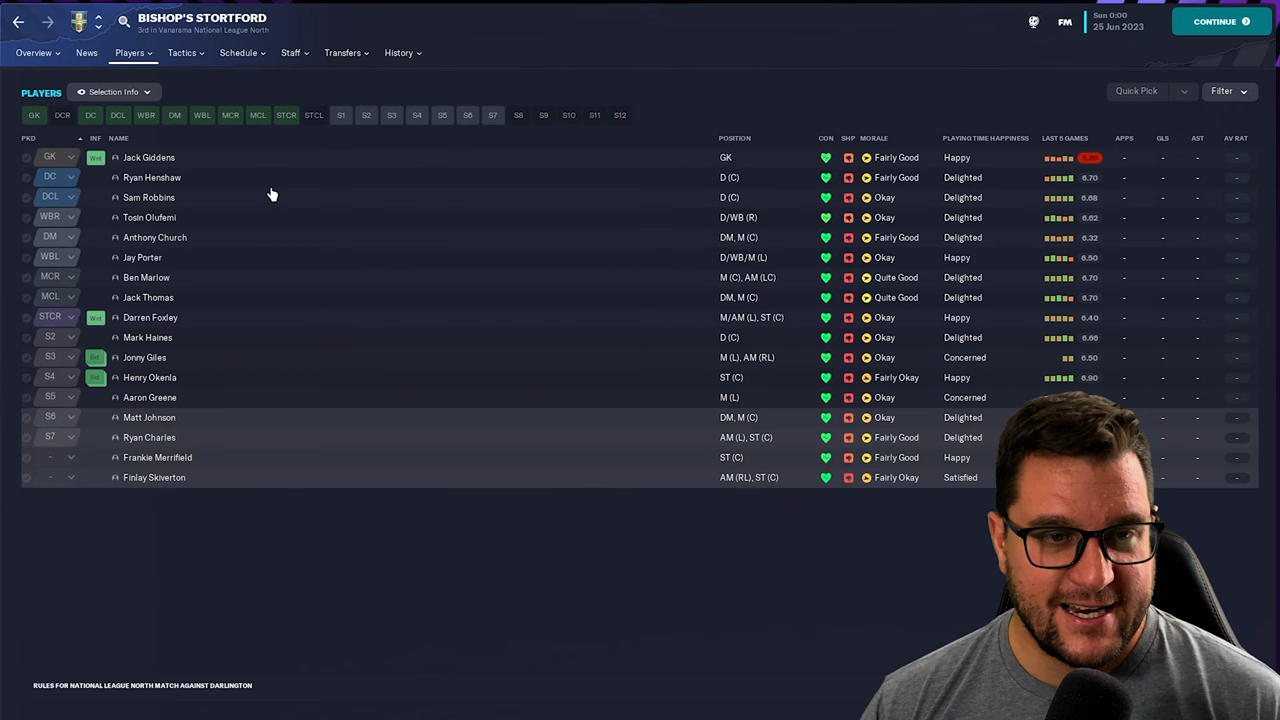 BISHOP'S STORTFORD
3rd in Vanarama National League North
FM
Sun 0:00
25 Jun 2023
CONTINUE
Overview News Players Tactics Schedule Staff Transfers History
PLAYERS Selection Info Quick Pick Filter
GK DCR DC DCL WBR DM WBL MCR MCL STCR STCL S1 S2 S3 S4 S5 S6 S7 S8 S9 S10 S11 S12
PKD INF NAME POSITION CON SHP MORALE PLAYING TIME HAPPINESS LAST 5 GAMES APPS GLS AST AV RAT
GK Wnt Jack Giddens GK Fairly Good Happy - - - -
DC Ryan Henshaw D (C) Fairly Good Delighted 6.70 - - - -
DCL Sam Robbins D (C) Okay Delighted 6.68 - - - -
WBR Tosin Olufemi D/WB (R) Okay Delighted 6.62 - - - -
DM Anthony Church DM, M (C) Fairly Good Delighted 6.32 - - - -
WBL Jay Porter D/WB/M (L) Okay Happy 6.50 - - - -
MCR Ben Marlow M (C), AM (LC) Quite Good Delighted 6.70 - - - -
MCL Jack Thomas DM, M (C) Quite Good Delighted 6.70 - - - -
STCR Wnt Darren Foxley M/AM (L), ST (C) Okay Happy 6.40 - - - -
S2 Mark Haines D (C) Okay Delighted 6.66 - - - -
S3 Bid Jonny Giles M (L), AM (RL) Okay Concerned 6.50 - - - -
S4 Bid Henry Okenla ST (C) Fairly Okay Happy 6.90 - - - -
S5 Aaron Greene M (L) Okay Concerned - - - -
S6 Matt Johnson DM, M (C) Okay Delighted - - -
S7 Ryan Charles AM (L), ST (C) Fairly Good Delighted - - -
- Frankie Merrifield ST (C) Fairly Good Happy - - -
- Finlay Skiverton AM (RL), ST (C) Fairly Okay Satisfied - - -
RULES FOR NATIONAL LEAGUE NORTH MATCH AGAINST DARLINGTON